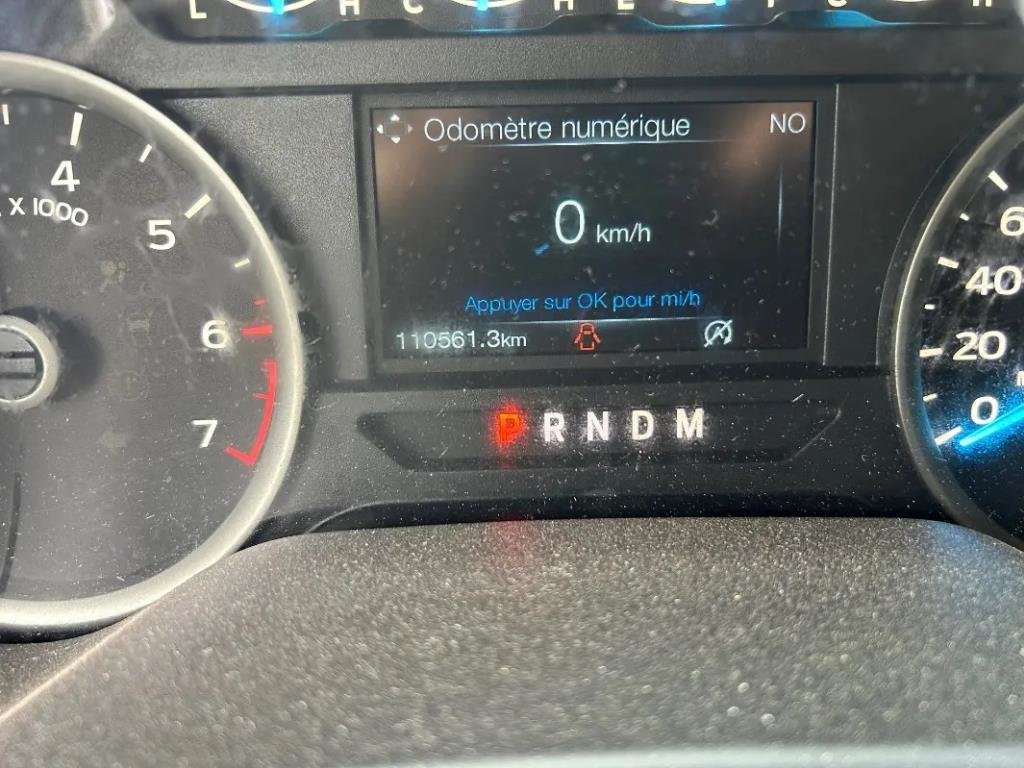 L H C H E F C H
4
X 1000
5
6
7
Odomètre numérique NO
0 km/h
Appuyer sur OK pour mi/h
110561.3km
P R N D M
40
20
0